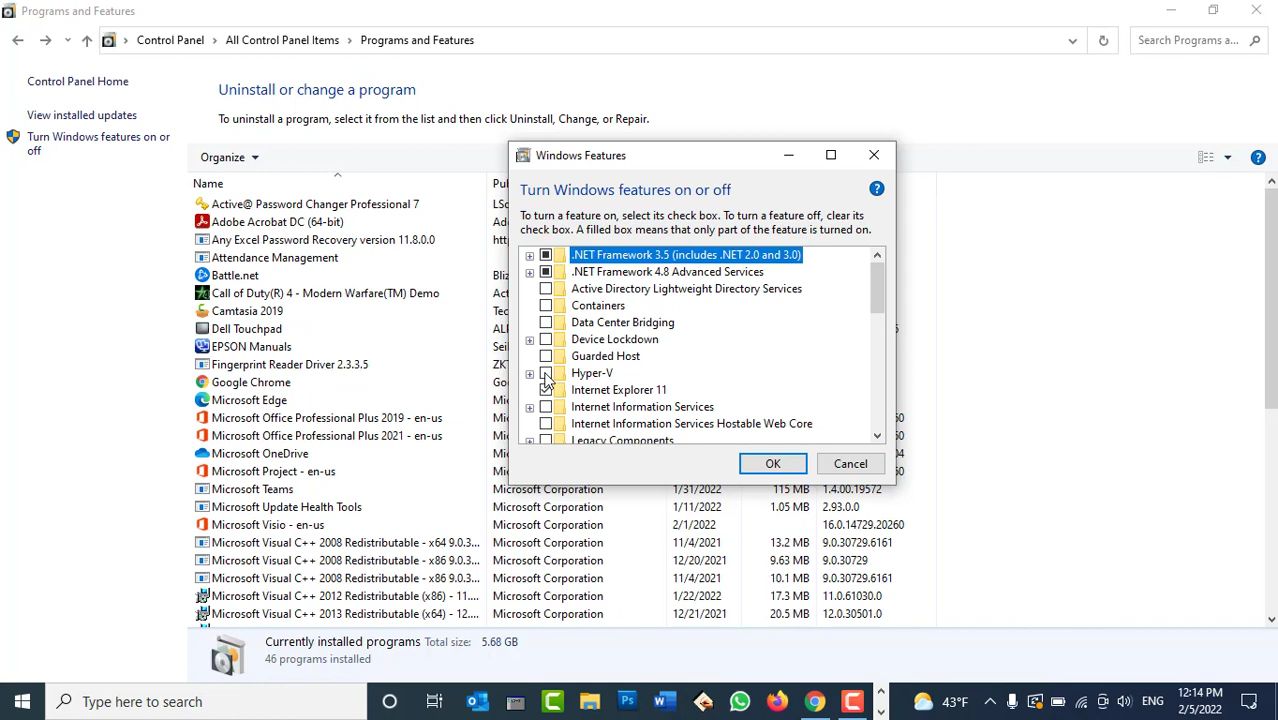 Programs and Features
Control Panel
All Control Panel Items
Programs and Features
Search Programs a...
Control Panel Home
Uninstall or change a program
View installed updates
To uninstall a program, select it from the list and then click Uninstall, Change, or Repair.
Turn Windows features on or
off
Organize
Windows Features
Name
Turn Windows features on or off
To turn a feature on, select its check box. To turn a feature off, clear its
check box. A filled box means that only part of the feature is turned on.
.NET Framework 3.5 (includes .NET 2.0 and 3.0)
.NET Framework 4.8 Advanced Services
Active Directory Lightweight Directory Services
Containers
Data Center Bridging
Device Lockdown
Guarded Host
Hyper-V
Internet Explorer 11
Internet Information Services
Internet Information Services Hostable Web Core
Legacy Components
OK
Cancel
Active@ Password Changer Professional 7
Adobe Acrobat DC (64-bit)
Any Excel Password Recovery version 11.8.0.0
Attendance Management
Battle.net
Call of Duty(R) 4 - Modern Warfare(TM) Demo
Camtasia 2019
Dell Touchpad
EPSON Manuals
Fingerprint Reader Driver 2.3.3.5
Google Chrome
Microsoft Edge
Microsoft Office Professional Plus 2019 - en-us
Microsoft Office Professional Plus 2021 - en-us
Microsoft OneDrive
Microsoft Project - en-us
Microsoft Teams Microsoft Corporation 1/31/2022 115 MB 1.4.00.19572
Microsoft Update Health Tools Microsoft Corporation 1/11/2022 1.05 MB 2.93.0.0
Microsoft Visio - en-us Microsoft Corporation 2/1/2022 16.0.14729.20260
Microsoft Visual C++ 2008 Redistributable - x64 9.0.3... Microsoft Corporation 11/4/2021 13.2 MB 9.0.30729.6161
Microsoft Visual C++ 2008 Redistributable - x86 9.0.3... Microsoft Corporation 12/20/2021 9.63 MB 9.0.30729
Microsoft Visual C++ 2008 Redistributable - x86 9.0.3... Microsoft Corporation 11/4/2021 10.1 MB 9.0.30729.6161
Microsoft Visual C++ 2012 Redistributable (x86) - 11.... Microsoft Corporation 1/22/2022 17.3 MB 11.0.61030.0
Microsoft Visual C++ 2013 Redistributable (x64) - 12.... Microsoft Corporation 12/21/2021 20.5 MB 12.0.30501.0
Currently installed programs Total size: 5.68 GB
46 programs installed
Type here to search
43°F
ENG
12:14 PM
2/5/2022